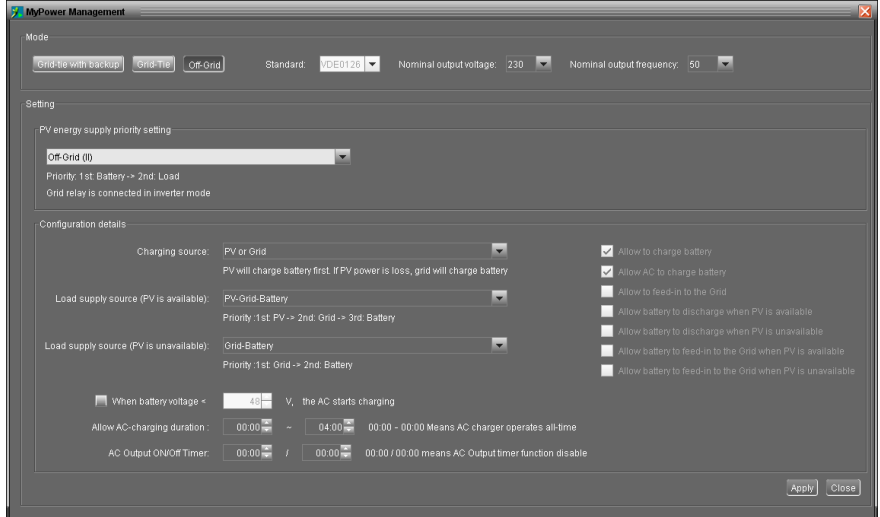 MyPower Management
Mode
Grid-tie with backup Grid-Tie Off-Grid Standard: VDE0126 Nominal output voltage: 230 Nominal output frequency: 50
Setting
PV energy supply priority setting
Off-Grid (II)
Priority: 1st: Battery -> 2nd: Load
Grid relay is connected in inverter mode
Configuration details
Charging source: PV or Grid
PV will charge battery first. If PV power is loss, grid will charge battery
Load supply source (PV is available): PV-Grid-Battery
Priority :1st: PV -> 2nd: Grid -> 3rd: Battery
Load supply source (PV is unavailable): Grid-Battery
Priority :1st: Grid -> 2nd: Battery
Allow to charge battery
Allow AC to charge battery
Allow to feed-in to the Grid
Allow battery to discharge when PV is available
Allow battery to discharge when PV is unavailable
Allow battery to feed-in to the Grid when PV is available
Allow battery to feed-in to the Grid when PV is unavailable
When battery voltage < 48 V, the AC starts charging
Allow AC-charging duration : 00:00 ~ 04:00 00:00 - 00:00 Means AC charger operates all-time
AC Output ON/Off Timer: 00:00 / 00:00 00:00 / 00:00 means AC Output timer function disable
Apply Close